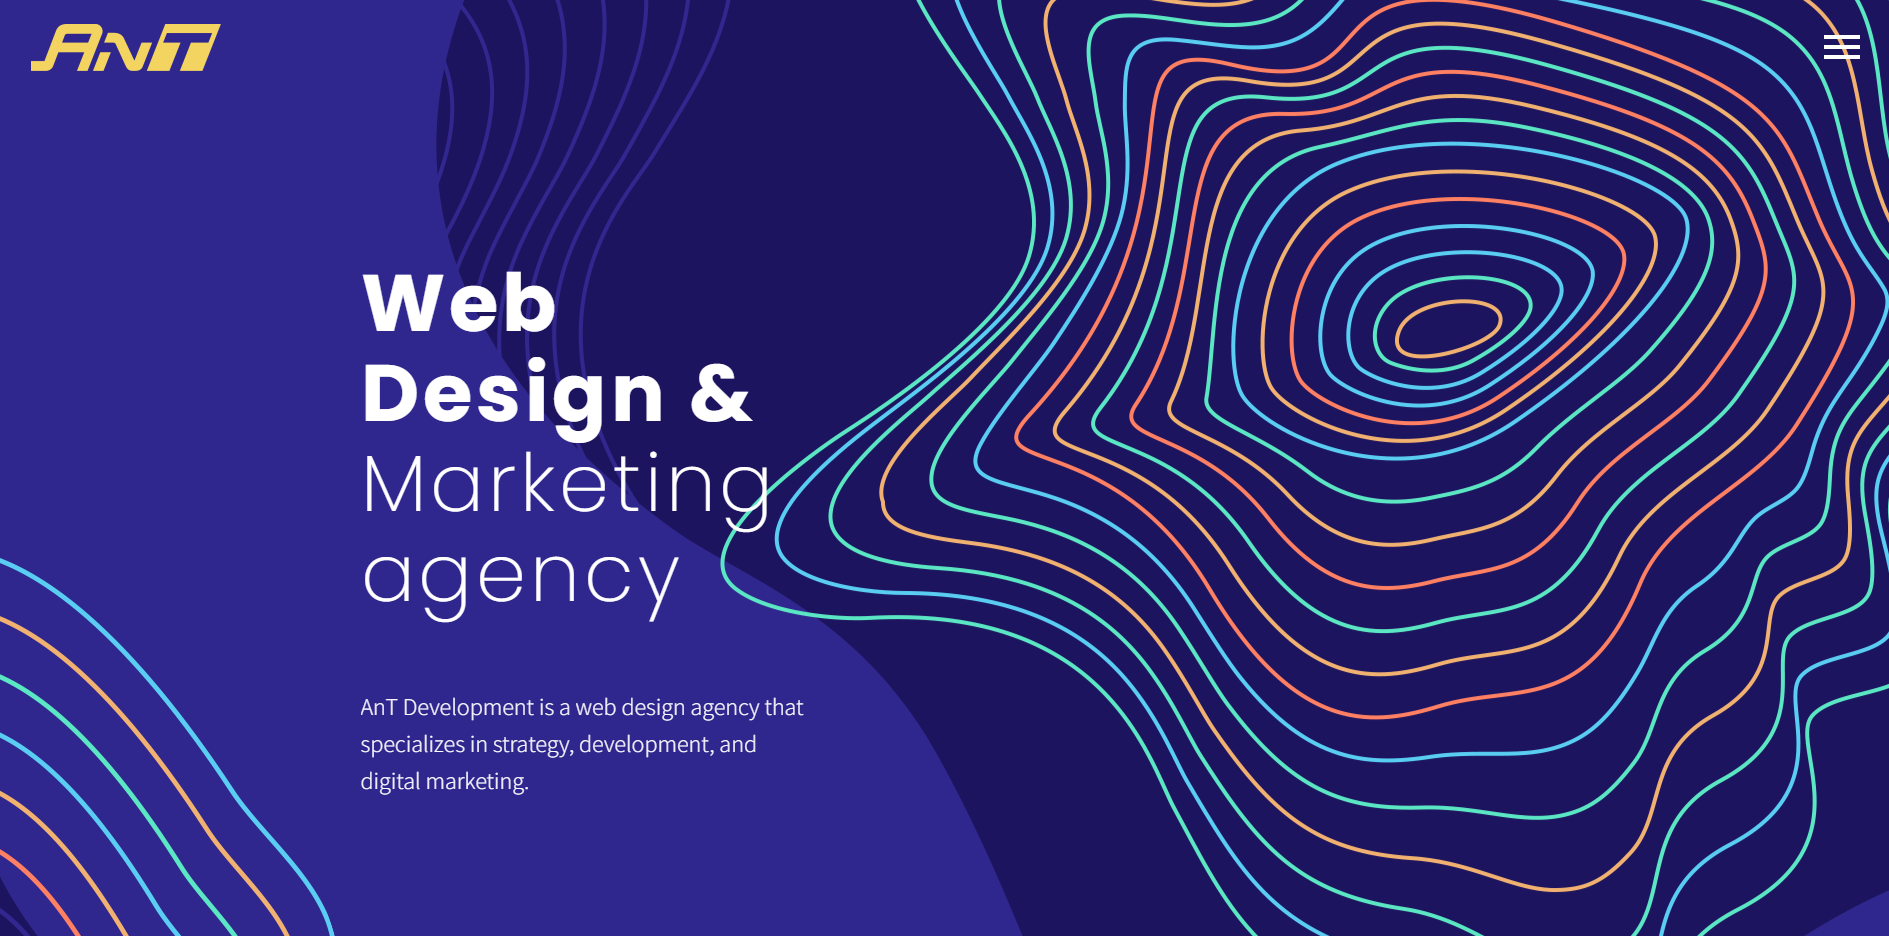 AnT
Web
Design &
Marketing
agency
AnT Development is a web design agency that
specializes in strategy, development, and
digital marketing.